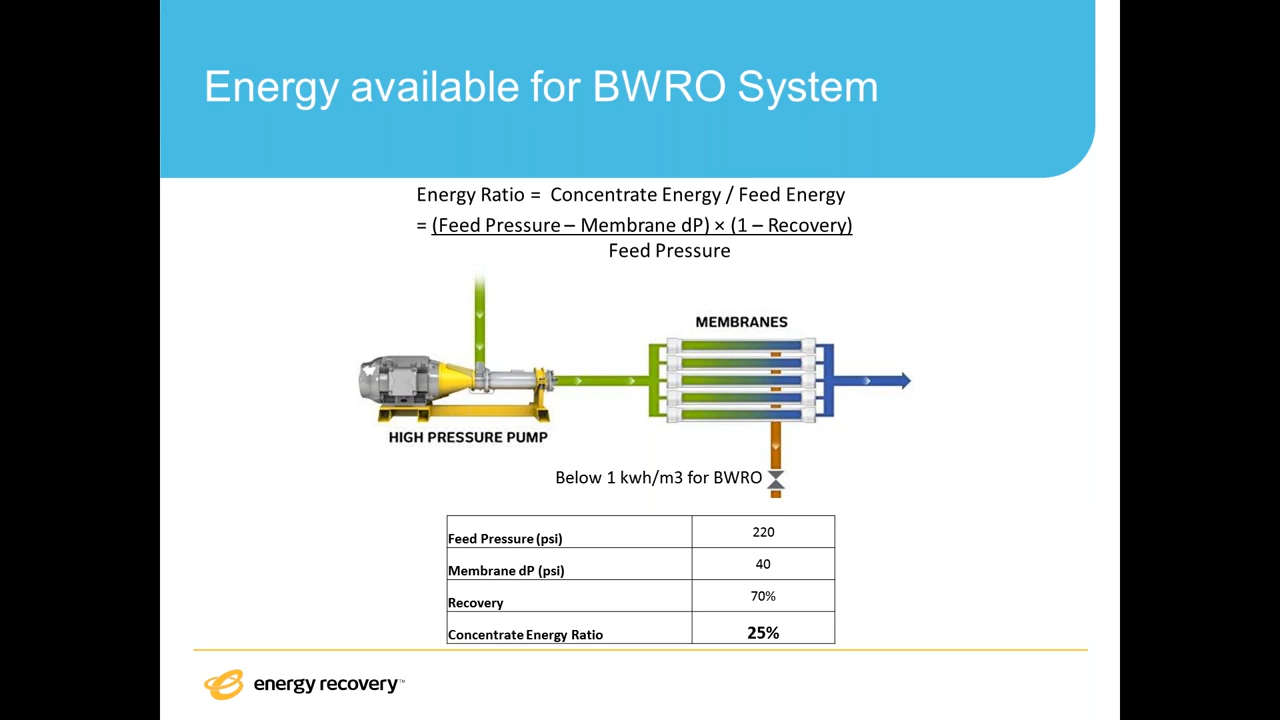 Energy available for BWRO System
Energy Ratio = Concentrate Energy / Feed Energy
= (Feed Pressure – Membrane dP) × (1 – Recovery)
Feed Pressure
MEMBRANES
HIGH PRESSURE PUMP
Below 1 kwh/m3 for BWRO
Feed Pressure (psi) 220
Membrane dP (psi) 40
Recovery 70%
Concentrate Energy Ratio 25%
energy recovery™